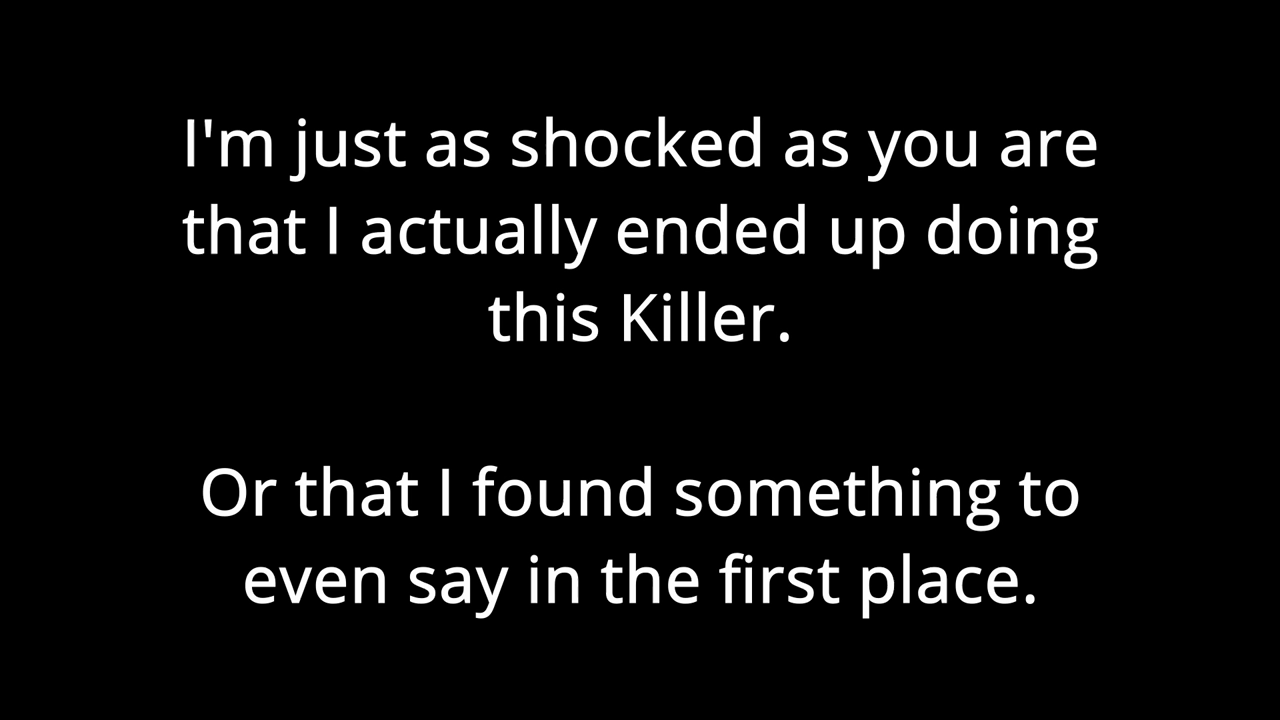 I'm just as shocked as you are
that I actually ended up doing
this Killer.
Or that I found something to
even say in the first place.